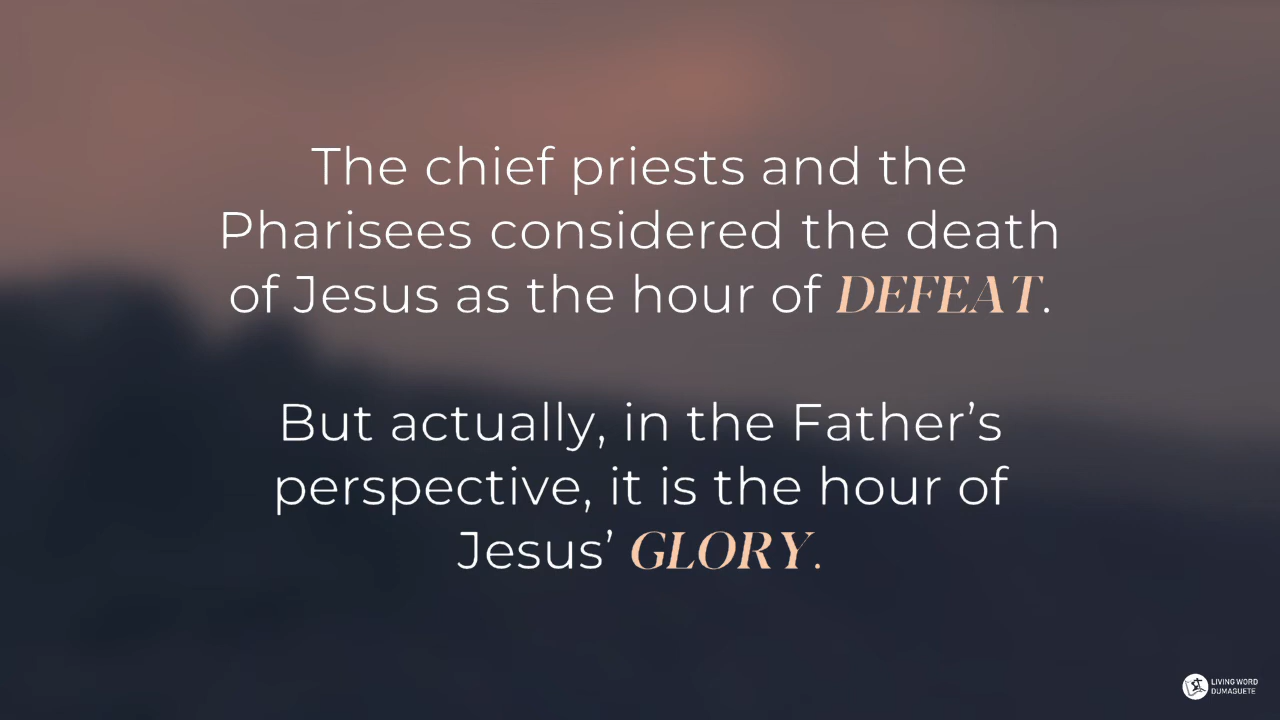 The chief priests and the
Pharisees considered the death
of Jesus as the hour of DEFEAT.
But actually, in the Father’s
perspective, it is the hour of
Jesus’ GLORY.
LIVING WORD
DUMAGUETE